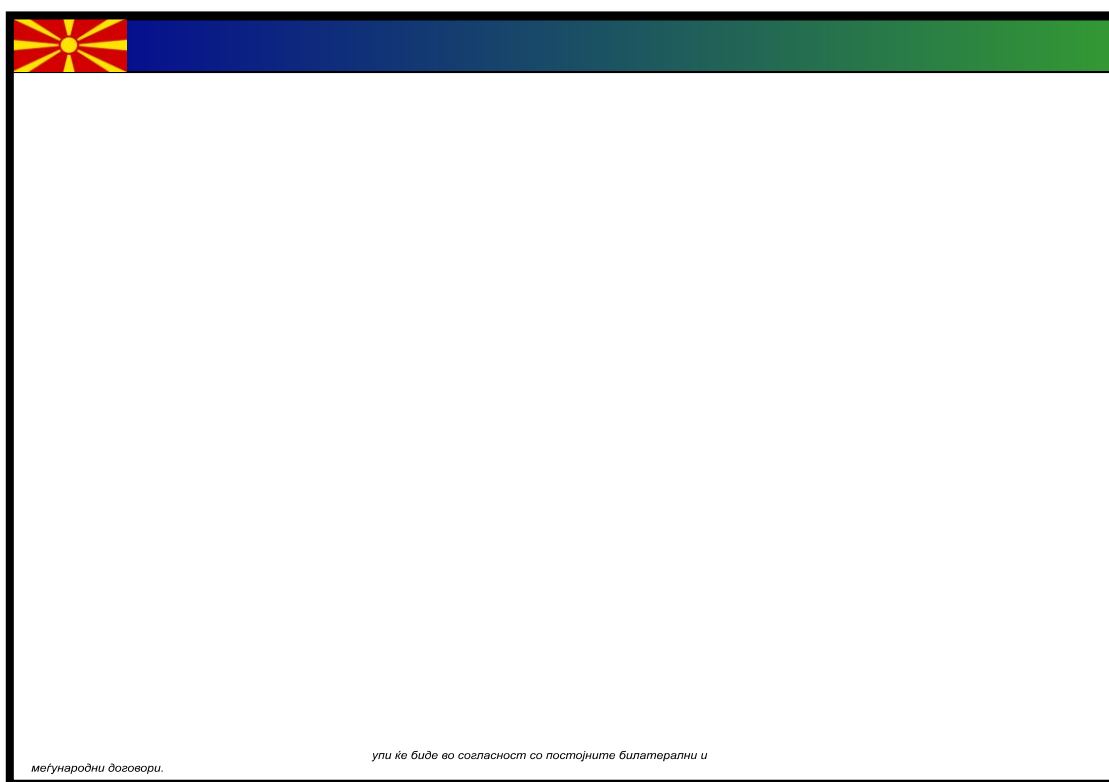 упи ќе биде во согласност со постојните билатерални и
меѓународни договори.